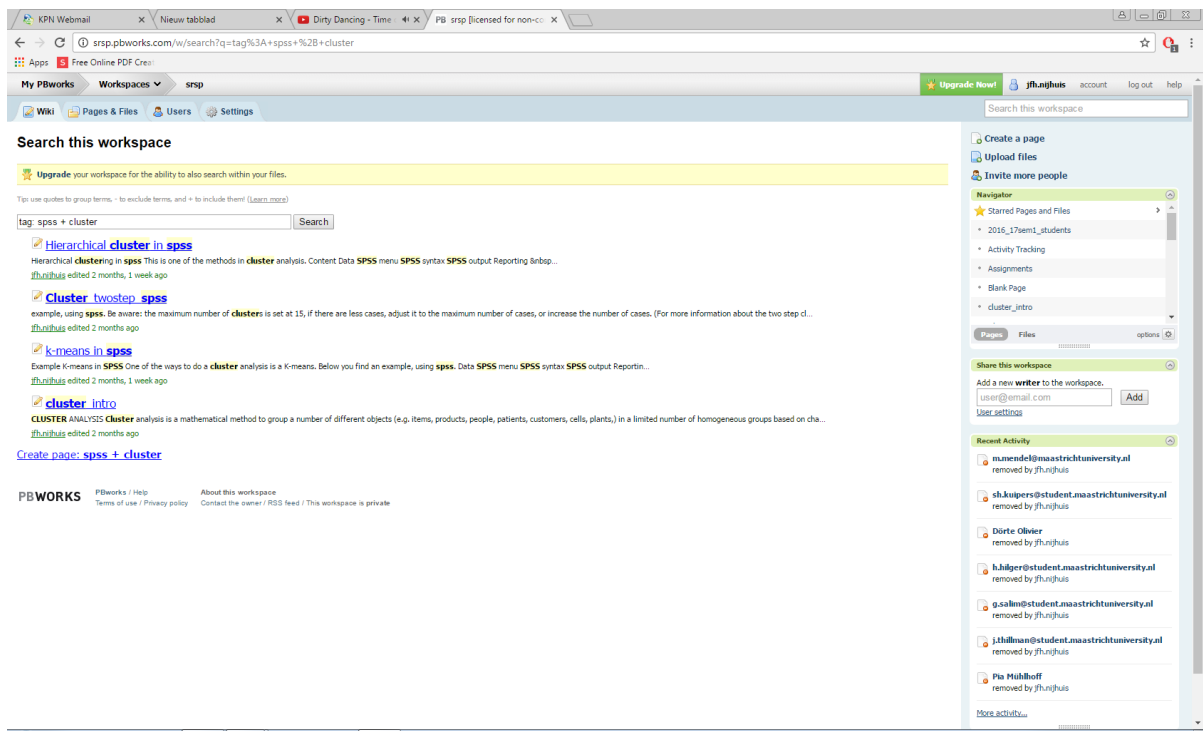 KPN Webmail
Nieuw tabblad
Dirty Dancing - Time
PB srsp [licensed for non-co
srsp.pbworks.com/w/search?q=tag%3A+spss+%2B+cluster
Apps Free Online PDF Crea
My PBworks Workspaces srsp
Upgrade Now! jfh.nijhuis account log out help
Wiki Pages & Files Users Settings
Search this workspace
Search this workspace
Upgrade your workspace for the ability to also search within your files.
Tip: use quotes to group terms, - to exclude terms, and + to include them! (Learn more)
tag: spss + cluster Search
Hierarchical cluster in spss
Hierarchical clustering in spss This is one of the methods in cluster analysis. Content Data SPSS menu SPSS syntax SPSS output Reporting &nbsp...
jfh.nijhuis edited 2 months, 1 week ago
Cluster twostep spss
example, using spss. Be aware: the maximum number of clusters is set at 15, if there are less cases, adjust it to the maximum number of cases, or increase the number of cases. (For more information about the two step cl...
jfh.nijhuis edited 2 months ago
k-means in spss
Example K-means in SPSS One of the ways to do a cluster analysis is a K-means. Below you find an example, using spss. Data SPSS menu SPSS syntax SPSS output Reportin...
jfh.nijhuis edited 2 months, 1 week ago
cluster intro
CLUSTER ANALYSIS Cluster analysis is a mathematical method to group a number of different objects (e.g. items, products, people, patients, customers, cells, plants,) in a limited number of homogeneous groups based on cha...
jfh.nijhuis edited 2 months ago
Create page: spss + cluster
PBWORKS
PBworks / Help
Terms of use / Privacy policy
About this workspace
Contact the owner / RSS feed / This workspace is private
Create a page
Upload files
Invite more people
Navigator
Starred Pages and Files
2016_17sem1_students
Activity Tracking
Assignments
Blank Page
cluster_intro
Pages Files options
Share this workspace
Add a new writer to the workspace.
user@email.com Add
User settings
Recent Activity
m.mendel@maastrichtuniversity.nl
removed by jfh.nijhuis
sh.kuipers@student.maastrichtuniversity.nl
removed by jfh.nijhuis
Dörte Olivier
removed by jfh.nijhuis
h.hilger@student.maastrichtuniversity.nl
removed by jfh.nijhuis
g.salim@student.maastrichtuniversity.nl
removed by jfh.nijhuis
j.thillman@student.maastrichtuniversity.nl
removed by jfh.nijhuis
Pia Mühlhoff
removed by jfh.nijhuis
More activity...